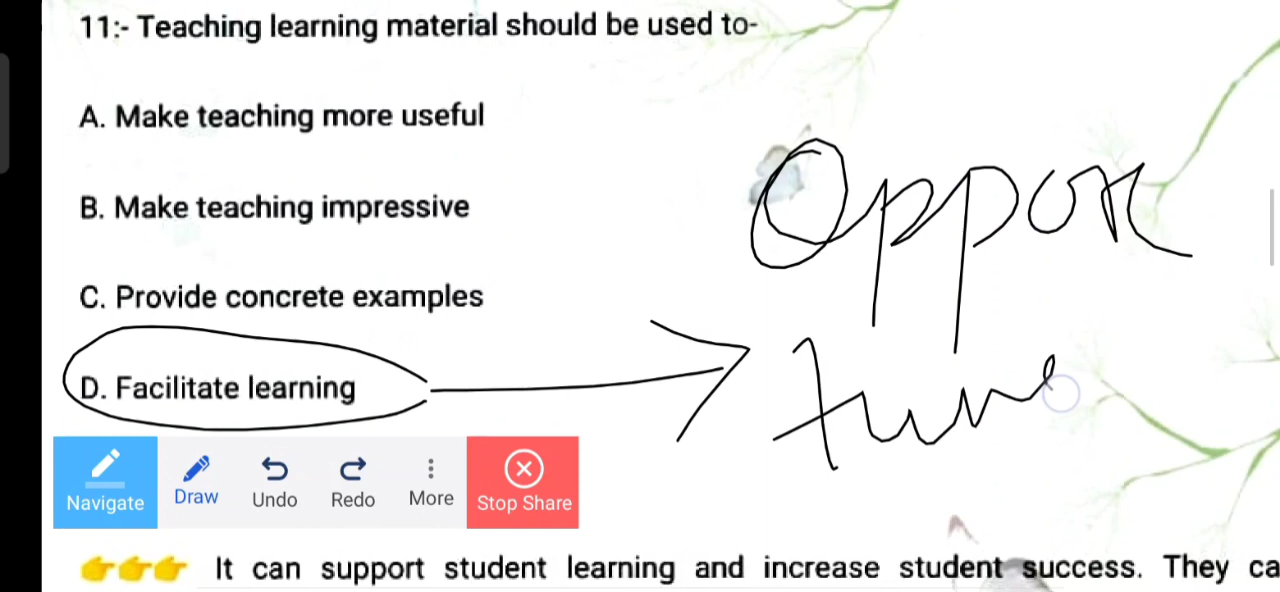 11:- Teaching learning material should be used to-
A. Make teaching more useful
B. Make teaching impressive
C. Provide concrete examples
D. Facilitate learning
Oppor
Navigate Draw Undo Redo More Stop Share
👉👉👉 It can support student learning and increase student success. They ca